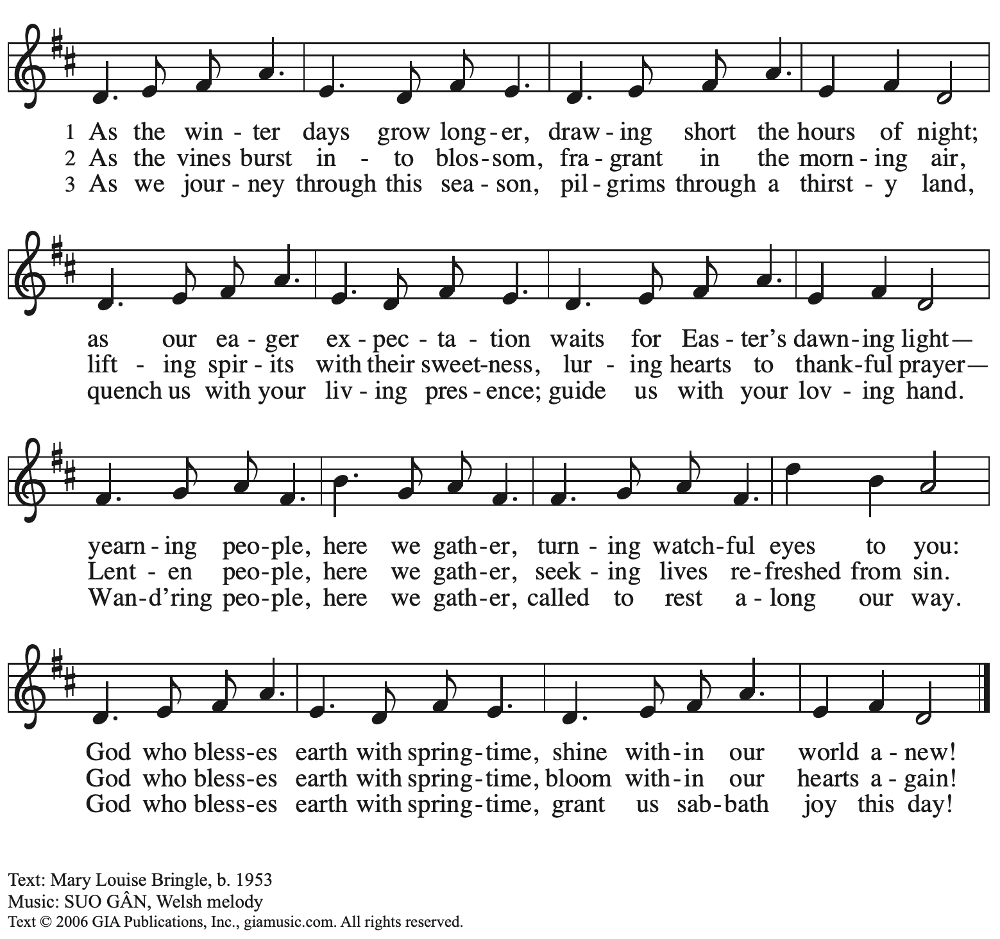 1 As the win - ter days grow long - er, draw - ing short the hours of night;
2 As the vines burst in - to blos - som, fra - grant in the morn - ing air,
3 As we jour - ney through this sea - son, pil - grims through a thirst - y land,
as our ea - ger ex - pec - ta - tion waits for Eas - ter’s dawn - ing light—
lift - ing spir - its with their sweet - ness, lur - ing hearts to thank - ful prayer—
quench us with your liv - ing pres - ence; guide us with your lov - ing hand.
yearn - ing peo - ple, here we gath - er, turn - ing watch - ful eyes to you:
Lent - en peo - ple, here we gath - er, seek - ing lives re - freshed from sin.
Wan - d’ring peo - ple, here we gath - er, called to rest a - long our way.
God who bless - es earth with spring - time, shine with - in our world a - new!
God who bless - es earth with spring - time, bloom with - in our hearts a - gain!
God who bless - es earth with spring - time, grant us sab - bath joy this day!
Text: Mary Louise Bringle, b. 1953
Music: SUO GÂN, Welsh melody
Text © 2006 GIA Publications, Inc., giamusic.com. All rights reserved.